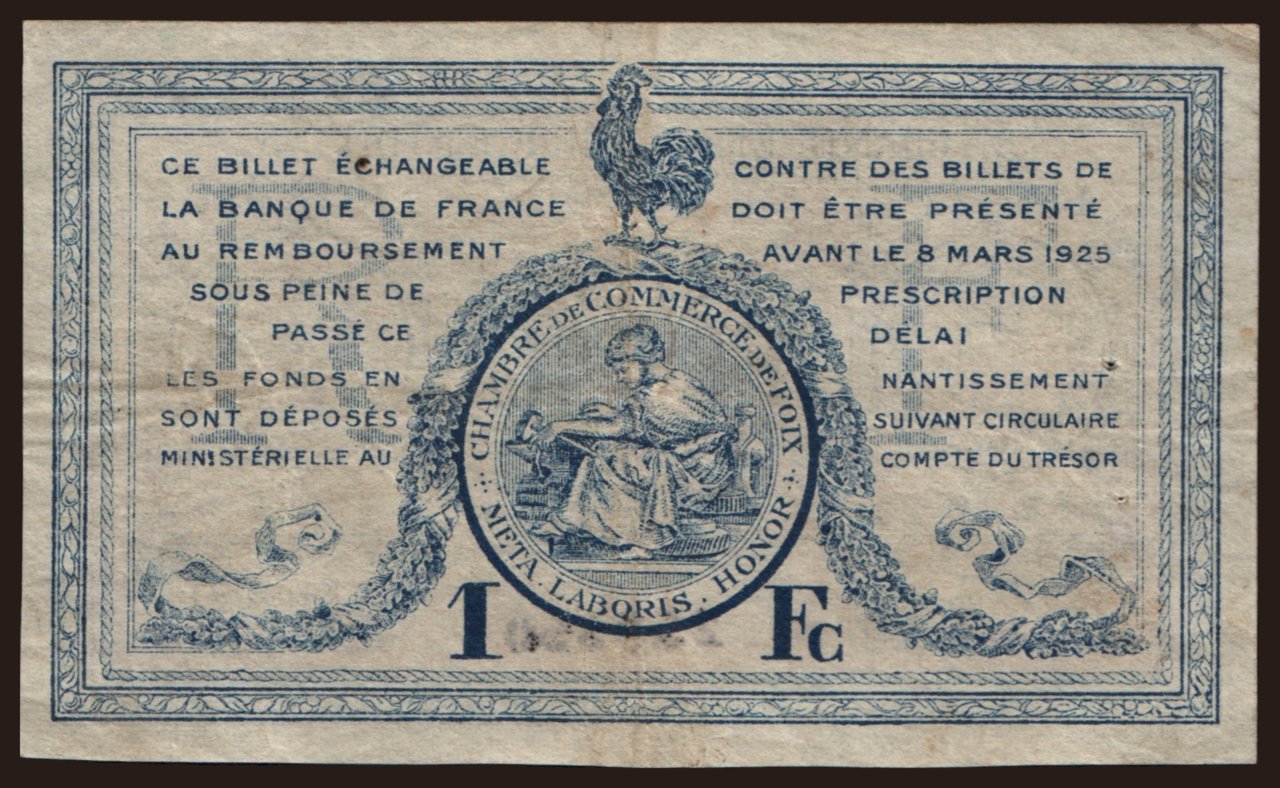 CE BILLET ÉCHANGEABLE CONTRE DES BILLETS DE
LA BANQUE DE FRANCE DOIT ÊTRE PRÉSENTÉ
AU REMBOURSEMENT AVANT LE 8 MARS 1925
SOUS PEINE DE PRESCRIPTION
PASSÉ CE DÉLAI
LES FONDS EN NANTISSEMENT
SONT DÉPOSÉS SUIVANT CIRCULAIRE
MINISTÉRIELLE AU COMPTE DU TRÉSOR
RF
CHAMBRE DE COMMERCE DE FOIX
META . LABORIS . HONOR
1 Fc